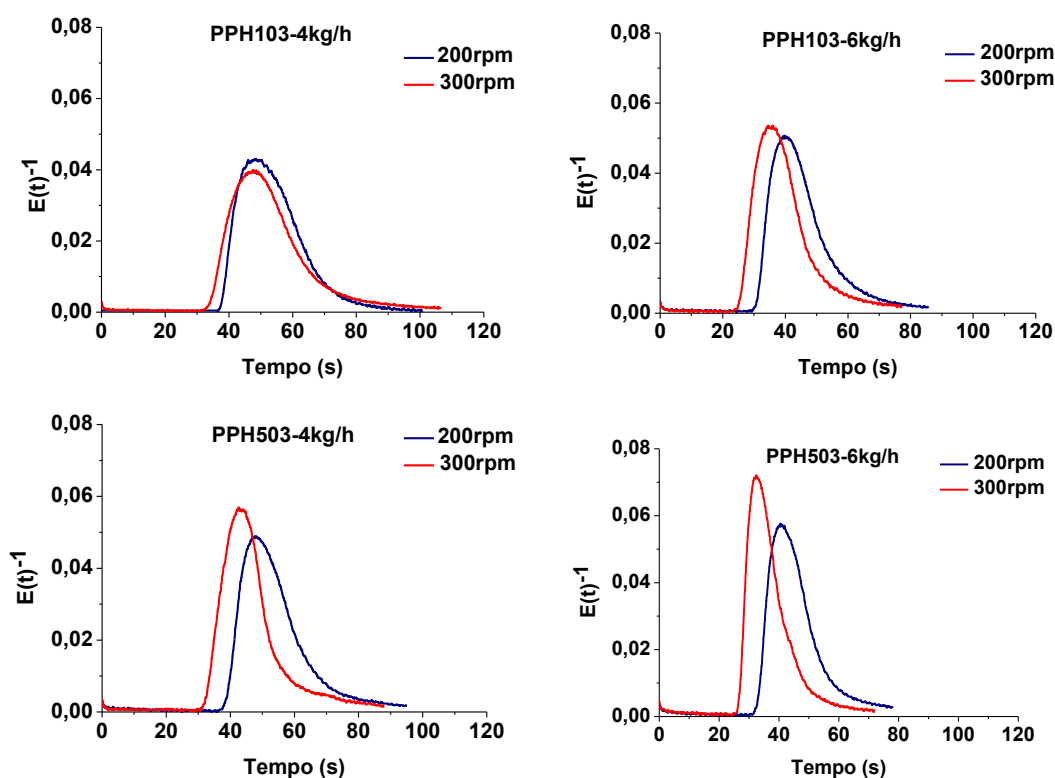 PPH103-4kg/h
200rpm
300rpm
E(t)-1
0,08
0,06
0,04
0,02
0,00
0 20 40 60 80 100 120
Tempo (s)
PPH103-6kg/h
200rpm
300rpm
E(t)-1
0,08
0,06
0,04
0,02
0,00
0 20 40 60 80 100 120
Tempo (s)
PPH503-4kg/h
200rpm
300rpm
E(t)-1
0,08
0,06
0,04
0,02
0,00
0 20 40 60 80 100 120
Tempo (s)
PPH503-6kg/h
200rpm
300rpm
E(t)-1
0,08
0,06
0,04
0,02
0,00
0 20 40 60 80 100 120
Tempo (s)